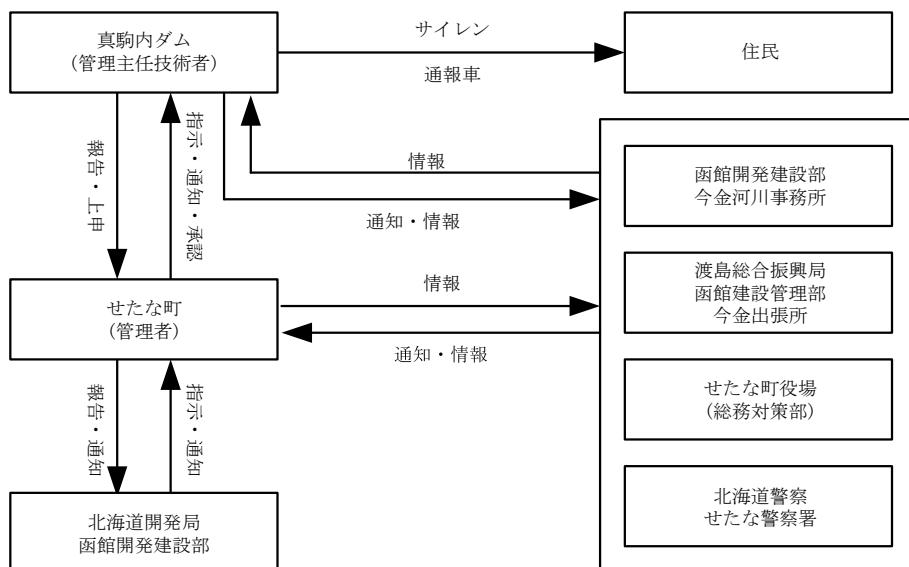 真駒内ダム
(管理主任技術者)
サイレン
通報車
住民
報告・上申
指示・通知・承認
情報
通知・情報
函館開発建設部
今金河川事務所
渡島総合振興局
函館建設管理部
今金出張所
せたな町
(管理者)
情報
通知・情報
せたな町役場
(総務対策部)
報告・通知
指示・通知
北海道開発局
函館開発建設部
北海道警察
せたな警察署